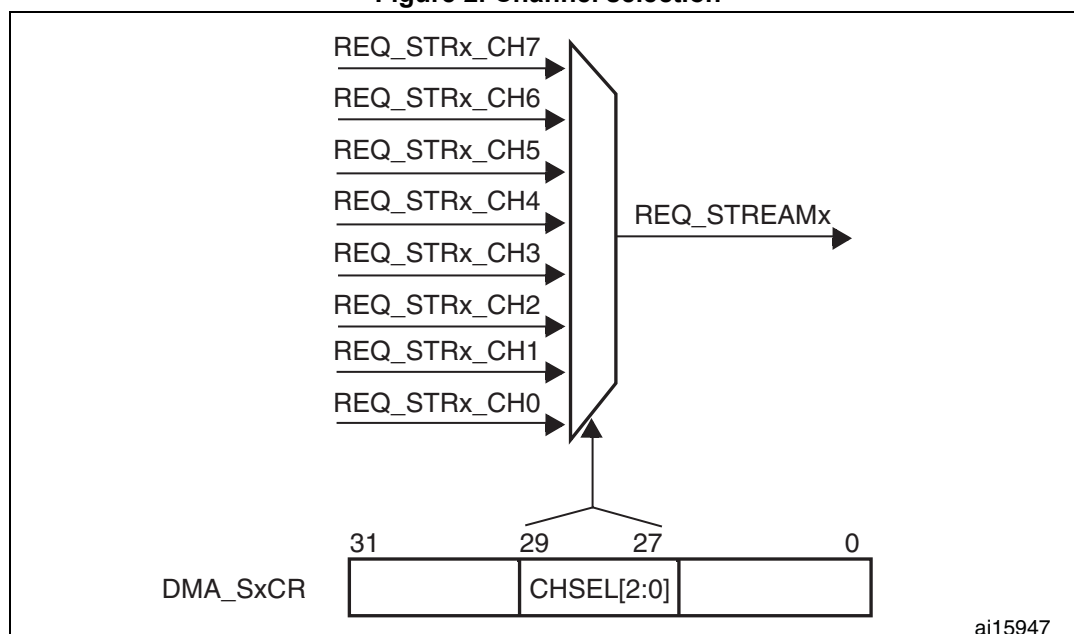 Figure 2. Channel selection
REQ_STRx_CH7
REQ_STRx_CH6
REQ_STRx_CH5
REQ_STRx_CH4
REQ_STREAMx
REQ_STRx_CH3
REQ_STRx_CH2
REQ_STRx_CH1
REQ_STRx_CH0
31 29 27 0
DMA_SxCR CHSEL[2:0]
ai15947